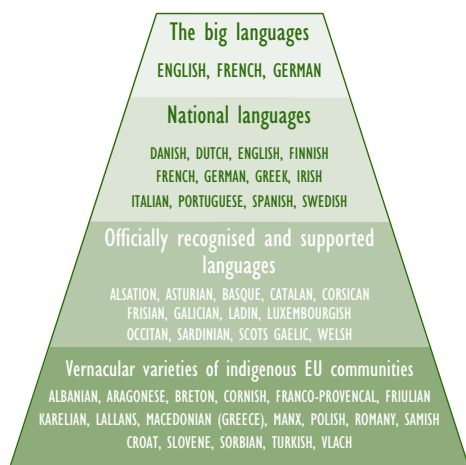 The big languages
ENGLISH, FRENCH, GERMAN
National languages
DANISH, DUTCH, ENGLISH, FINNISH
FRENCH, GERMAN, GREEK, IRISH
ITALIAN, PORTUGUESE, SPANISH, SWEDISH
Officially recognised and supported
languages
ALSATION, ASTURIAN, BASQUE, CATALAN, CORSICAN
FRISIAN, GALICIAN, LADIN, LUXEMBOURGISH
OCCITAN, SARDINIAN, SCOTS GAELIC, WELSH
Vernacular varieties of indigenous EU communities
ALBANIAN, ARAGONESE, BRETON, CORNISH, FRANCO-PROVENCAL, FRIULIAN
KARELIAN, LALLANS, MACEDONIAN (GREECE), MANX, POLISH, ROMANY, SAMISH
CROAT, SLOVENE, SORBIAN, TURKISH, VLACH